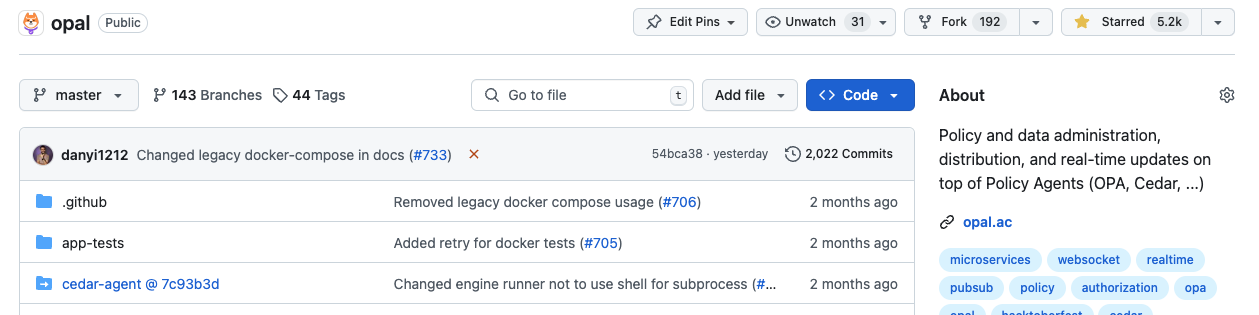 opal Public Edit Pins Unwatch 31 Fork 192 Starred 5.2k
master 143 Branches 44 Tags Go to file t Add file Code
danyi1212 Changed legacy docker-compose in docs (#733) 54bca38 · yesterday 2,022 Commits
.github Removed legacy docker compose usage (#706) 2 months ago
app-tests Added retry for docker tests (#705) 2 months ago
cedar-agent @ 7c93b3d Changed engine runner not to use shell for subprocess (#... 2 months ago
About
Policy and data administration,
distribution, and real-time updates on
top of Policy Agents (OPA, Cedar, ...)
opal.ac
microservices websocket realtime
pubsub policy authorization opa
opal hacktoberfest cedar